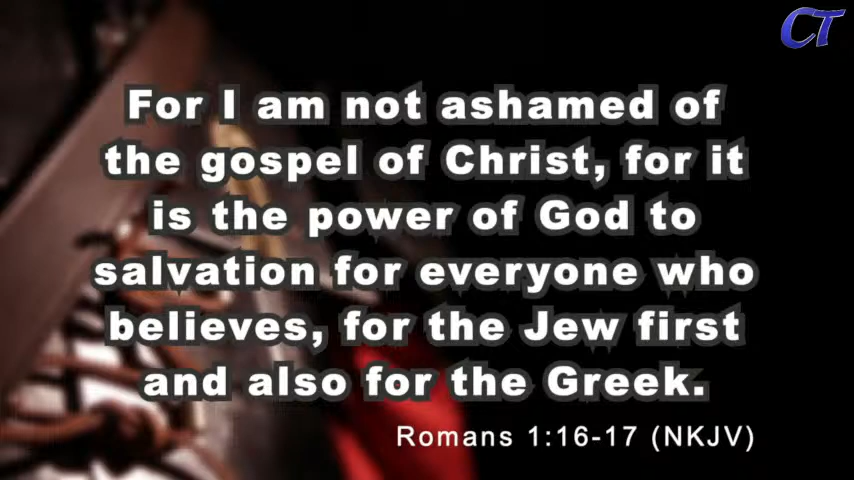 CT
For I am not ashamed of
the gospel of Christ, for it
is the power of God to
salvation for everyone who
believes, for the Jew first
and also for the Greek.
Romans 1:16-17 (NKJV)